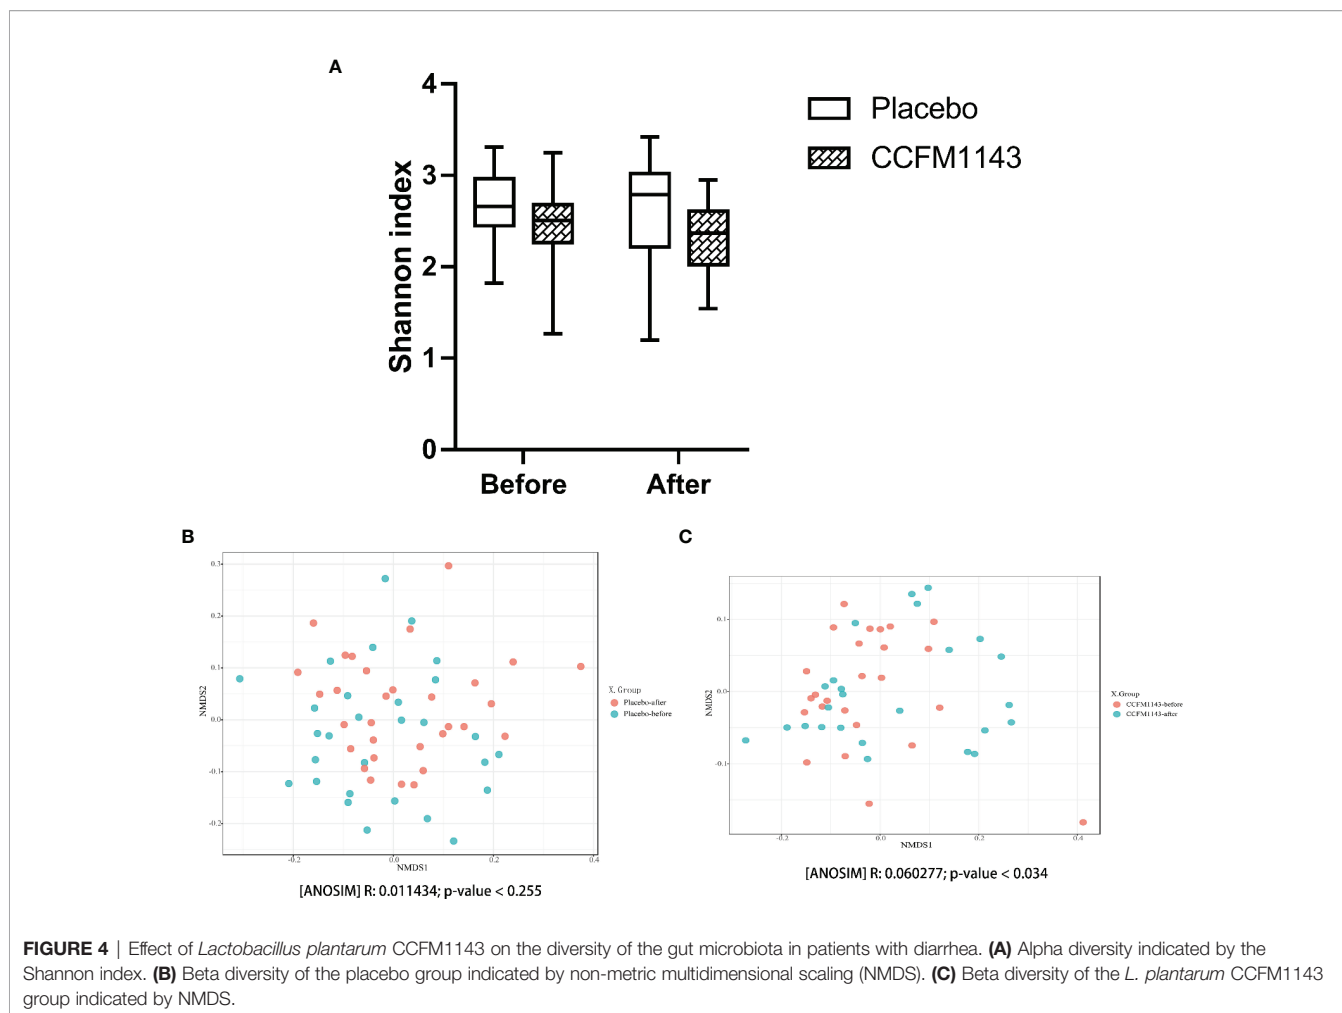 A
4
3
2
1
0
Shannon index
Before
After
Placebo
CCFM1143
B
0.3
0.2
0.1
0.0
-0.1
-0.2
NMDS2
-0.2
0.0
0.2
0.4
NMDS1
X.Group
Placebo-after
Placebo-before
[ANOSIM] R: 0.011434; p-value < 0.255
C
0.1
0.0
-0.1
NMDS2
-0.2
0.0
0.2
0.4
NMDS1
X.Group
CCFM1143-before
CCFM1143-after
[ANOSIM] R: 0.060277; p-value < 0.034
FIGURE 4 | Effect of Lactobacillus plantarum CCFM1143 on the diversity of the gut microbiota in patients with diarrhea. (A) Alpha diversity indicated by the
Shannon index. (B) Beta diversity of the placebo group indicated by non-metric multidimensional scaling (NMDS). (C) Beta diversity of the L. plantarum CCFM1143
group indicated by NMDS.